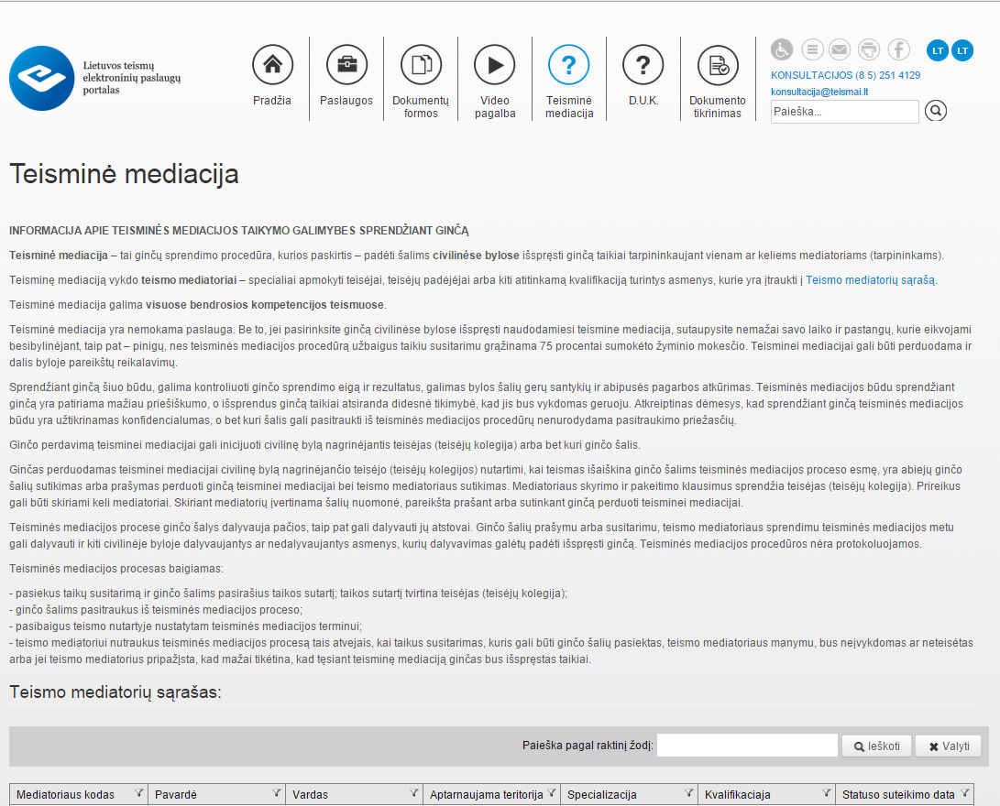 Lietuvos teismų
elektroninių paslaugų
portalas
Pradžia
Paslaugos
Dokumentų
formos
Video
pagalba
Teisminė
mediacija
D.U.K.
Dokumento
tikrinimas
LT LT
KONSULTACIJOS (8 5) 251 4129
konsultacija@teismai.lt
Paieška...
Teisminė mediacija
INFORMACIJA APIE TEISMINĖS MEDIACIJOS TAIKYMO GALIMYBES SPRENDŽIANT GINČĄ
Teisminė mediacija – tai ginčų sprendimo procedūra, kurios paskirtis – padėti šalims civilinėse bylose išspręsti ginčą taikiai tarpininkaujant vienam ar keliems mediatoriams (tarpininkams).
Teisminę mediaciją vykdo teismo mediatoriai – specialiai apmokyti teisėjai, teisėjų padėjėjai arba kiti atitinkamą kvalifikaciją turintys asmenys, kurie yra įtraukti į Teismo mediatorių sąrašą.
Teisminė mediacija galima visuose bendrosios kompetencijos teismuose.
Teisminė mediacija yra nemokama paslauga. Be to, jei pasirinksite ginčą civilinėse bylose išspręsti naudodamiesi teismine mediacija, sutaupysite nemažai savo laiko ir pastangų, kurie eikvojami
besibylinėjant, taip pat – pinigų, nes teisminės mediacijos procedūrą užbaigus taikiu susitarimu grąžinama 75 procentai sumokėto žyminio mokesčio. Teisminei mediacijai gali būti perduodama ir
dalis byloje pareikštų reikalavimų.
Sprendžiant ginčą šiuo būdu, galima kontroliuoti ginčo sprendimo eigą ir rezultatus, galimas bylos šalių gerų santykių ir abipusės pagarbos atkūrimas. Teisminės mediacijos būdu sprendžiant
ginčą yra patiriama mažiau priešiškumo, o išsprendus ginčą taikiai atsiranda didesnė tikimybė, kad jis bus vykdomas geruoju. Atkreiptinas dėmesys, kad sprendžiant ginčą teisminės mediacijos
būdu yra užtikrinamas konfidencialumas, o bet kuri šalis gali pasitraukti iš teisminės mediacijos procedūrų nenurodydama pasitraukimo priežasčių.
Ginčo perdavimą teisminei mediacijai gali inicijuoti civilinę bylą nagrinėjantis teisėjas (teisėjų kolegija) arba bet kuri ginčo šalis.
Ginčas perduodamas teisminei mediacijai civilinę bylą nagrinėjančio teisėjo (teisėjų kolegijos) nutartimi, kai teismas išaiškina ginčo šalims teisminės mediacijos proceso esmę, yra abiejų ginčo
šalių sutikimas arba prašymas perduoti ginčą teisminei mediacijai bei teismo mediatoriaus sutikimas. Mediatoriaus skyrimo ir pakeitimo klausimus sprendžia teisėjas (teisėjų kolegija). Prireikus
gali būti skiriami keli mediatoriai. Skiriant mediatorių įvertinama šalių nuomonė, pareikšta prašant arba sutinkant ginčą perduoti teisminei mediacijai.
Teisminės mediacijos procese ginčo šalys dalyvauja pačios, taip pat gali dalyvauti jų atstovai. Ginčo šalių prašymu arba susitarimu, teismo mediatoriaus sprendimu teisminės mediacijos metu
gali dalyvauti ir kiti civilinėje byloje dalyvaujantys ar nedalyvaujantys asmenys, kurių dalyvavimas galėtų padėti išspręsti ginčą. Teisminės mediacijos procedūros nėra protokoluojamos.
Teisminės mediacijos procesas baigiamas:
- pasiekus taikų susitarimą ir ginčo šalims pasirašius taikos sutartį; taikos sutartį tvirtina teisėjas (teisėjų kolegija);
- ginčo šalims pasitraukus iš teisminės mediacijos proceso;
- pasibaigus teismo nutartyje nustatytam teisminės mediacijos terminui;
- teismo mediatoriui nutraukus teisminės mediacijos procesą tais atvejais, kai taikus susitarimas, kuris gali būti ginčo šalių pasiektas, teismo mediatoriaus manymu, bus neįvykdomas ar neteisėtas
arba jei teismo mediatorius pripažįsta, kad mažai tikėtina, kad tęsiant teisminę mediaciją ginčas bus išspręstas taikiai.
Teismo mediatorių sąrašas:
Paieška pagal raktinį žodį: Ieškoti Valyti
Mediatoriaus kodas Pavardė Vardas Aptarnaujama teritorija Specializacija Kvalifikaciaja Statuso suteikimo data